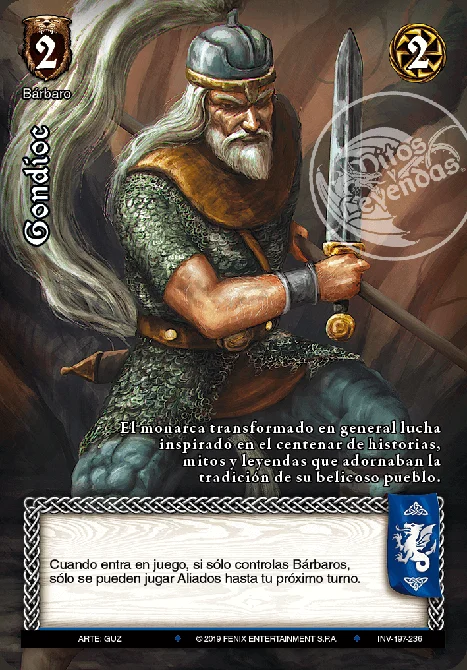 2
2
Bárbaro
Gondioc
Mitos y
Leyendas
El monarca transformado en general lucha
inspirado en el centenar de historias,
mitos y leyendas que adornaban la
tradición de su belicoso pueblo.
Cuando entra en juego, si sólo controlas Bárbaros,
sólo se pueden jugar Aliados hasta tu próximo turno.
ARTE: GUZ © 2019 FENIX ENTERTAINMENT S.P.A INV-197-236